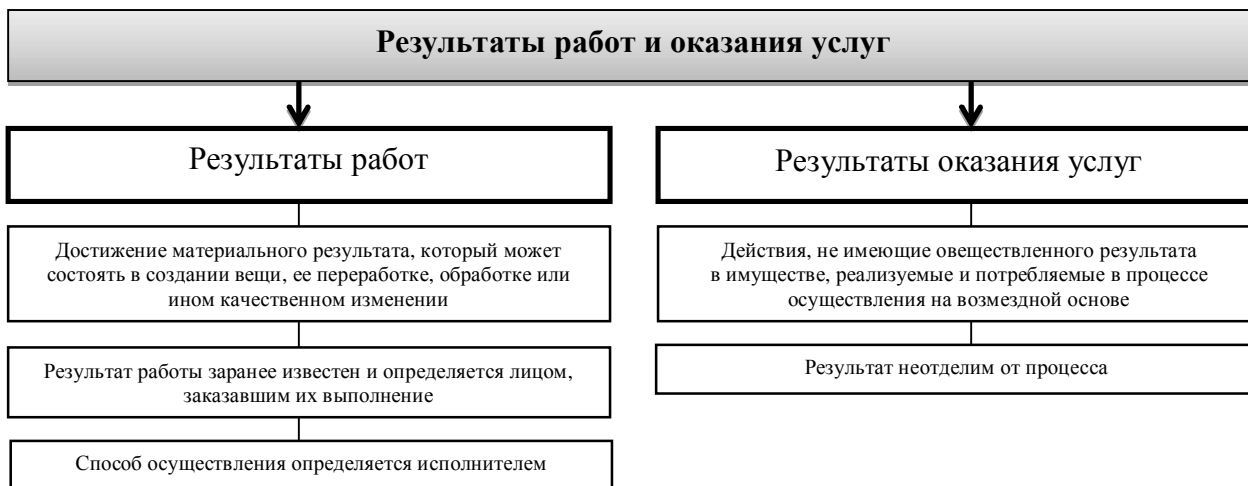 Результаты работ и оказания услуг
Результаты работ
Достижение материального результата, который может
состоять в создании вещи, ее переработке, обработке или
ином качественном изменении
Результат работы заранее известен и определяется лицом,
заказавшим их выполнение
Способ осуществления определяется исполнителем
Результаты оказания услуг
Действия, не имеющие овеществленного результата
в имуществе, реализуемые и потребляемые в процессе
осуществления на возмездной основе
Результат неотделим от процесса